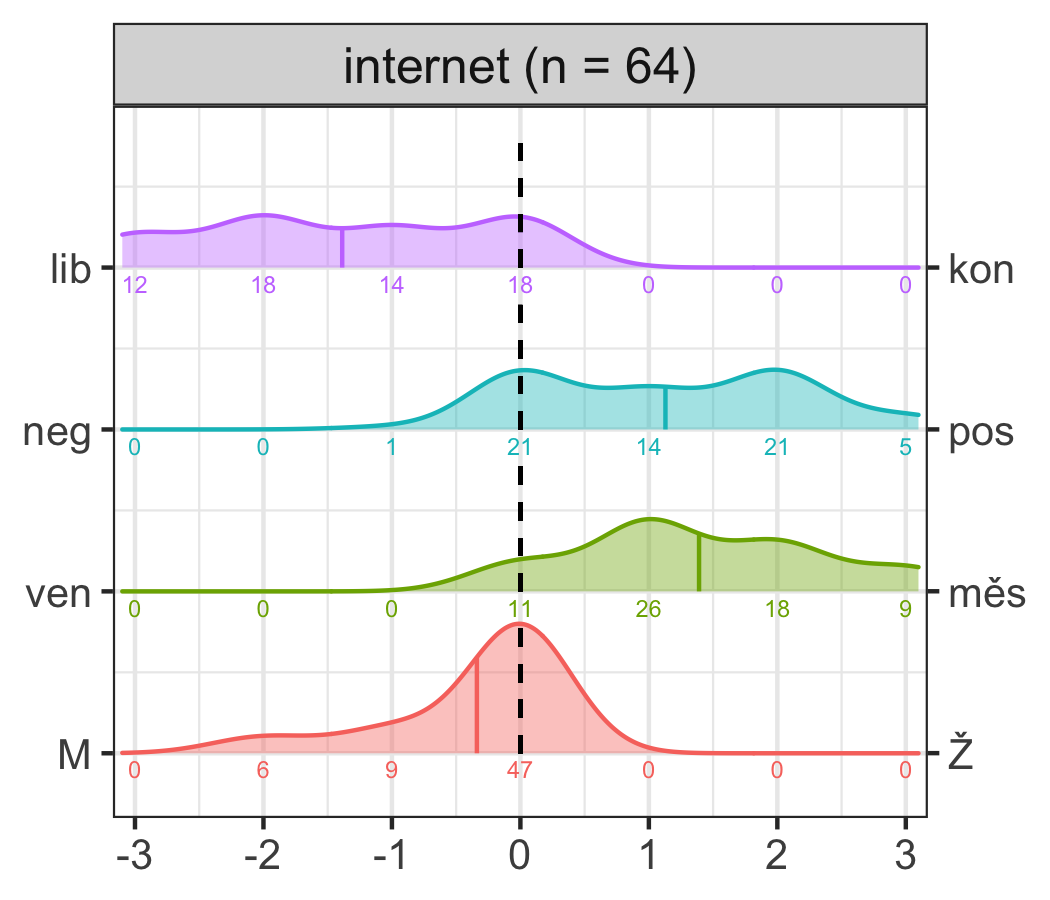 internet (n = 64)
lib kon
12 18 14 18 0 0 0
neg pos
0 0 1 21 14 21 5
ven měs
0 0 0 11 26 18 9
M Ž
0 6 9 47 0 0 0
-3 -2 -1 0 1 2 3